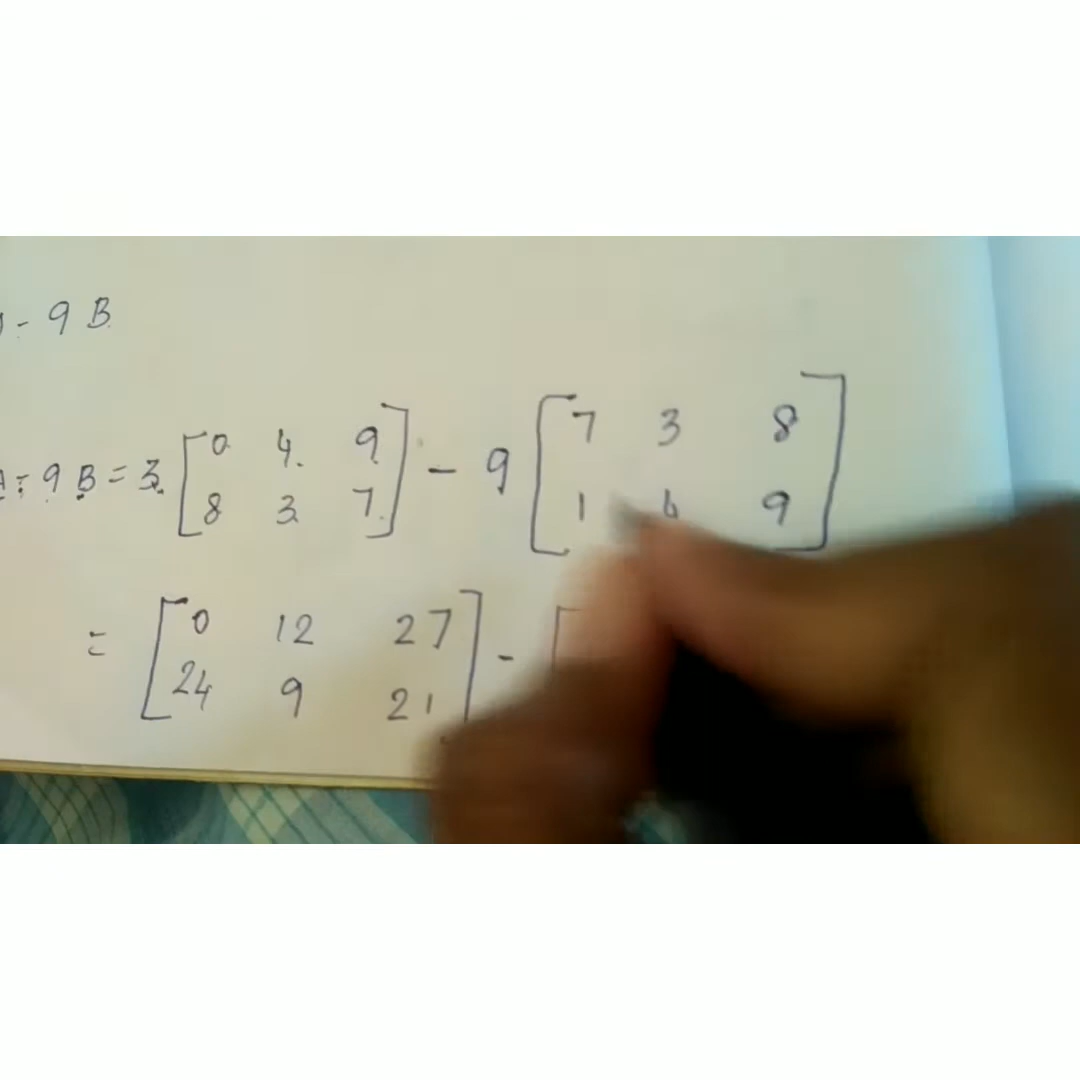 - 9 B
A - 9 B = 3 [ 0 4 9 ] - 9 [ 7 3 8 ]
8 3 7 1 9
= [ 0 12 27 ] - [
24 9 21